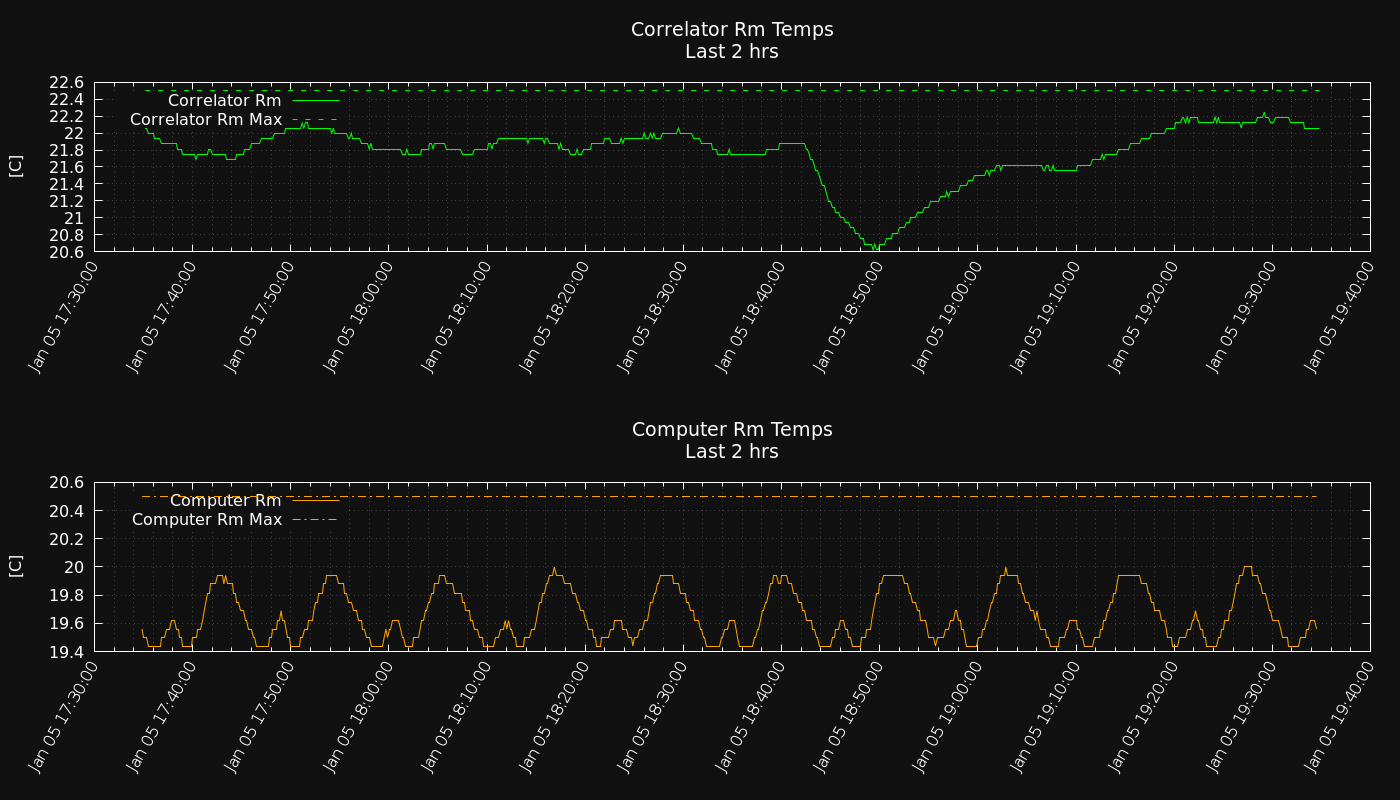 Correlator Rm Temps
Last 2 hrs
[C]
22.6
22.4
22.2
22
21.8
21.6
21.4
21.2
21
20.8
20.6
Correlator Rm
Correlator Rm Max
Jan 05 17:30:00
Jan 05 17:40:00
Jan 05 17:50:00
Jan 05 18:00:00
Jan 05 18:10:00
Jan 05 18:20:00
Jan 05 18:30:00
Jan 05 18:40:00
Jan 05 18:50:00
Jan 05 19:00:00
Jan 05 19:10:00
Jan 05 19:20:00
Jan 05 19:30:00
Jan 05 19:40:00
Computer Rm Temps
Last 2 hrs
[C]
20.6
20.4
20.2
20
19.8
19.6
19.4
Computer Rm
Computer Rm Max
Jan 05 17:30:00
Jan 05 17:40:00
Jan 05 17:50:00
Jan 05 18:00:00
Jan 05 18:10:00
Jan 05 18:20:00
Jan 05 18:30:00
Jan 05 18:40:00
Jan 05 18:50:00
Jan 05 19:00:00
Jan 05 19:10:00
Jan 05 19:20:00
Jan 05 19:30:00
Jan 05 19:40:00